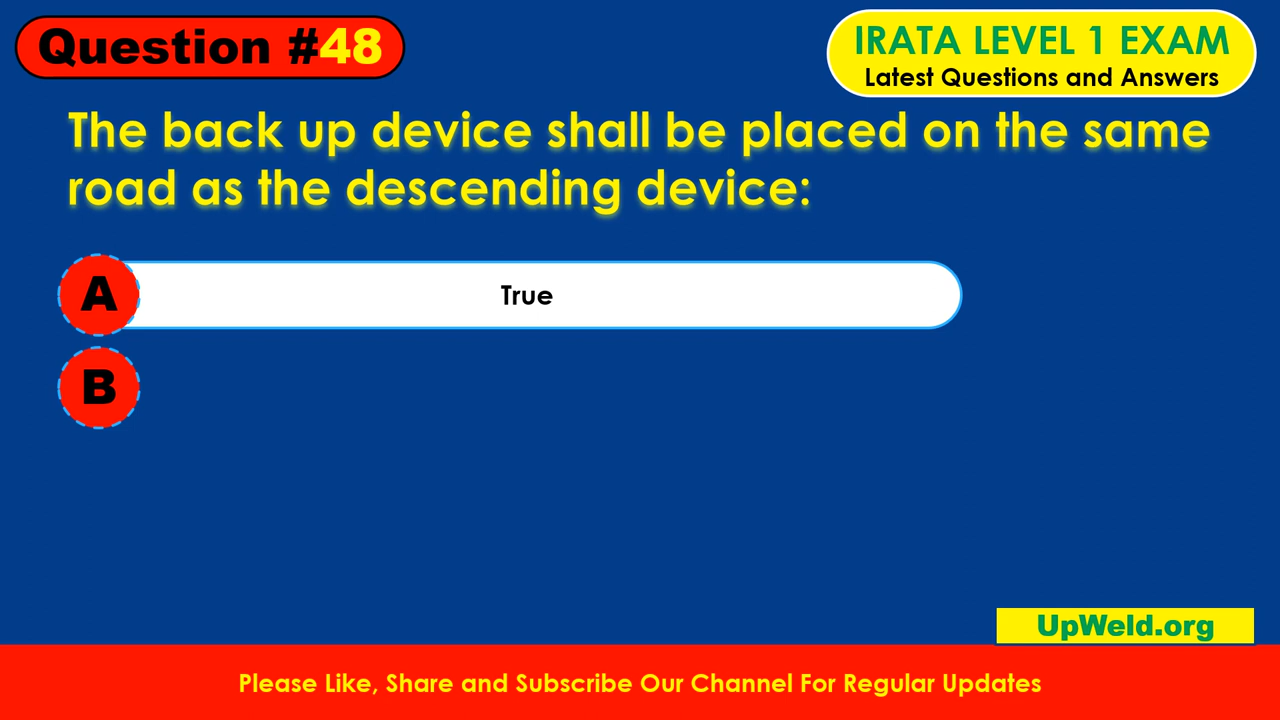 Question #48
IRATA LEVEL 1 EXAM
Latest Questions and Answers
The back up device shall be placed on the same
road as the descending device:
A
True
B
UpWeld.org
Please Like, Share and Subscribe Our Channel For Regular Updates